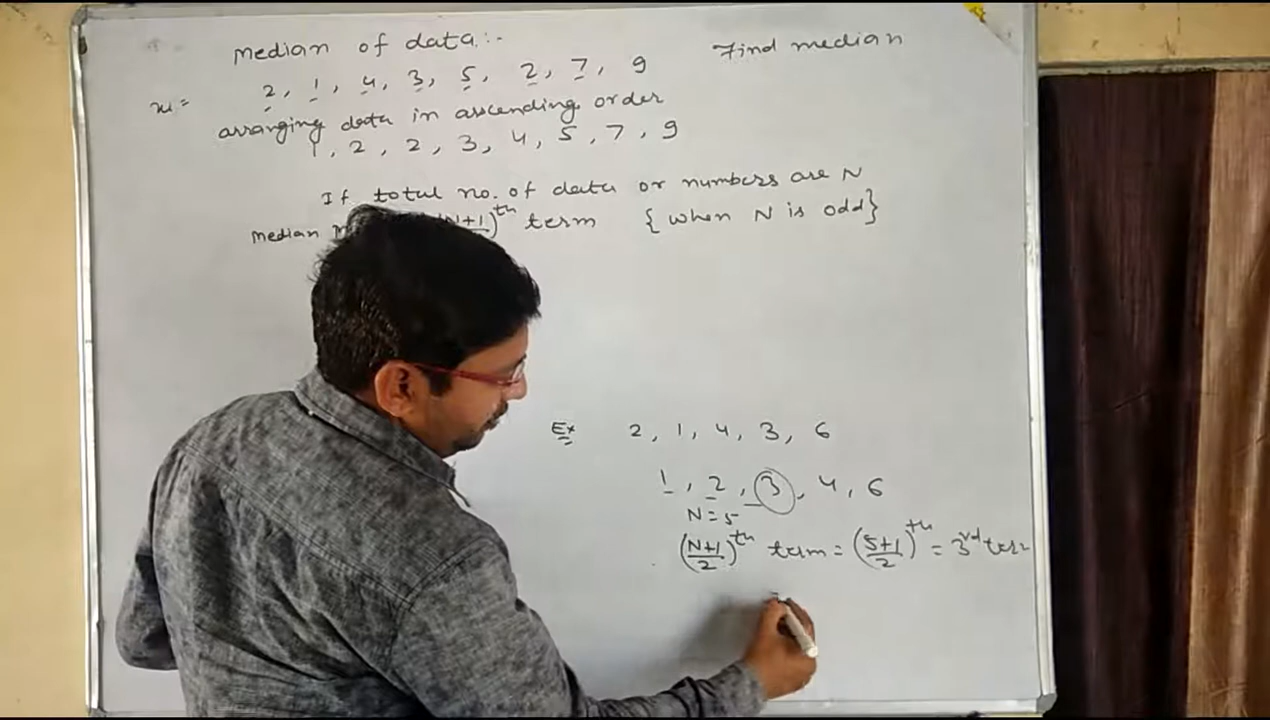 Median of data:- Find median
x = 2, 1, 4, 3, 5, 2, 7, 9
arranging data in ascending order
1, 2, 2, 3, 4, 5, 7, 9
If totul no. of data or numbers are N
Median (N+1)th term {when N is odd}
Ex 2, 1, 4, 3, 6
1, 2, 3, 4, 6
N = 5
(N+1/2)th term = (5+1/2)th = 3rd